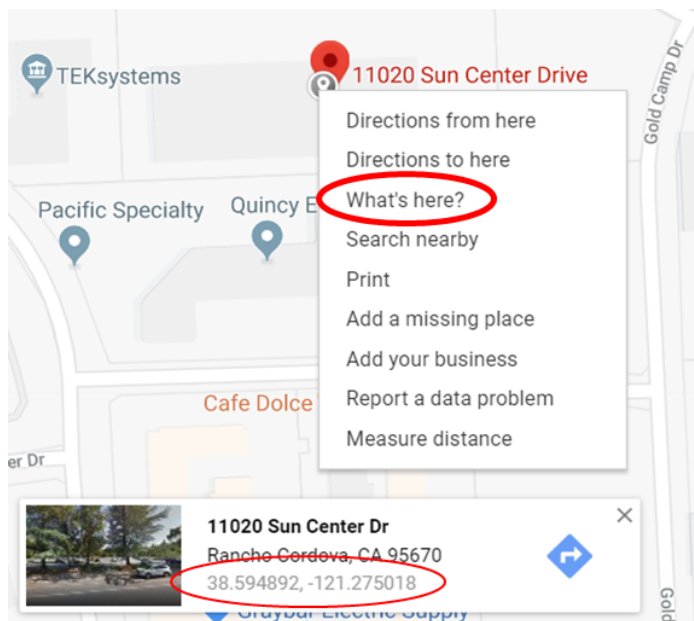 TEKsystems
11020 Sun Center Drive
Gold Camp Dr
Directions from here
Directions to here
What's here?
Pacific Specialty
Quincy E
Search nearby
Print
Add a missing place
Add your business
Cafe Dolce
Report a data problem
Measure distance
er Dr
11020 Sun Center Dr
Rancho Cordova, CA 95670
38.594892, -121.275018
Graybar Electric Supply
Gold